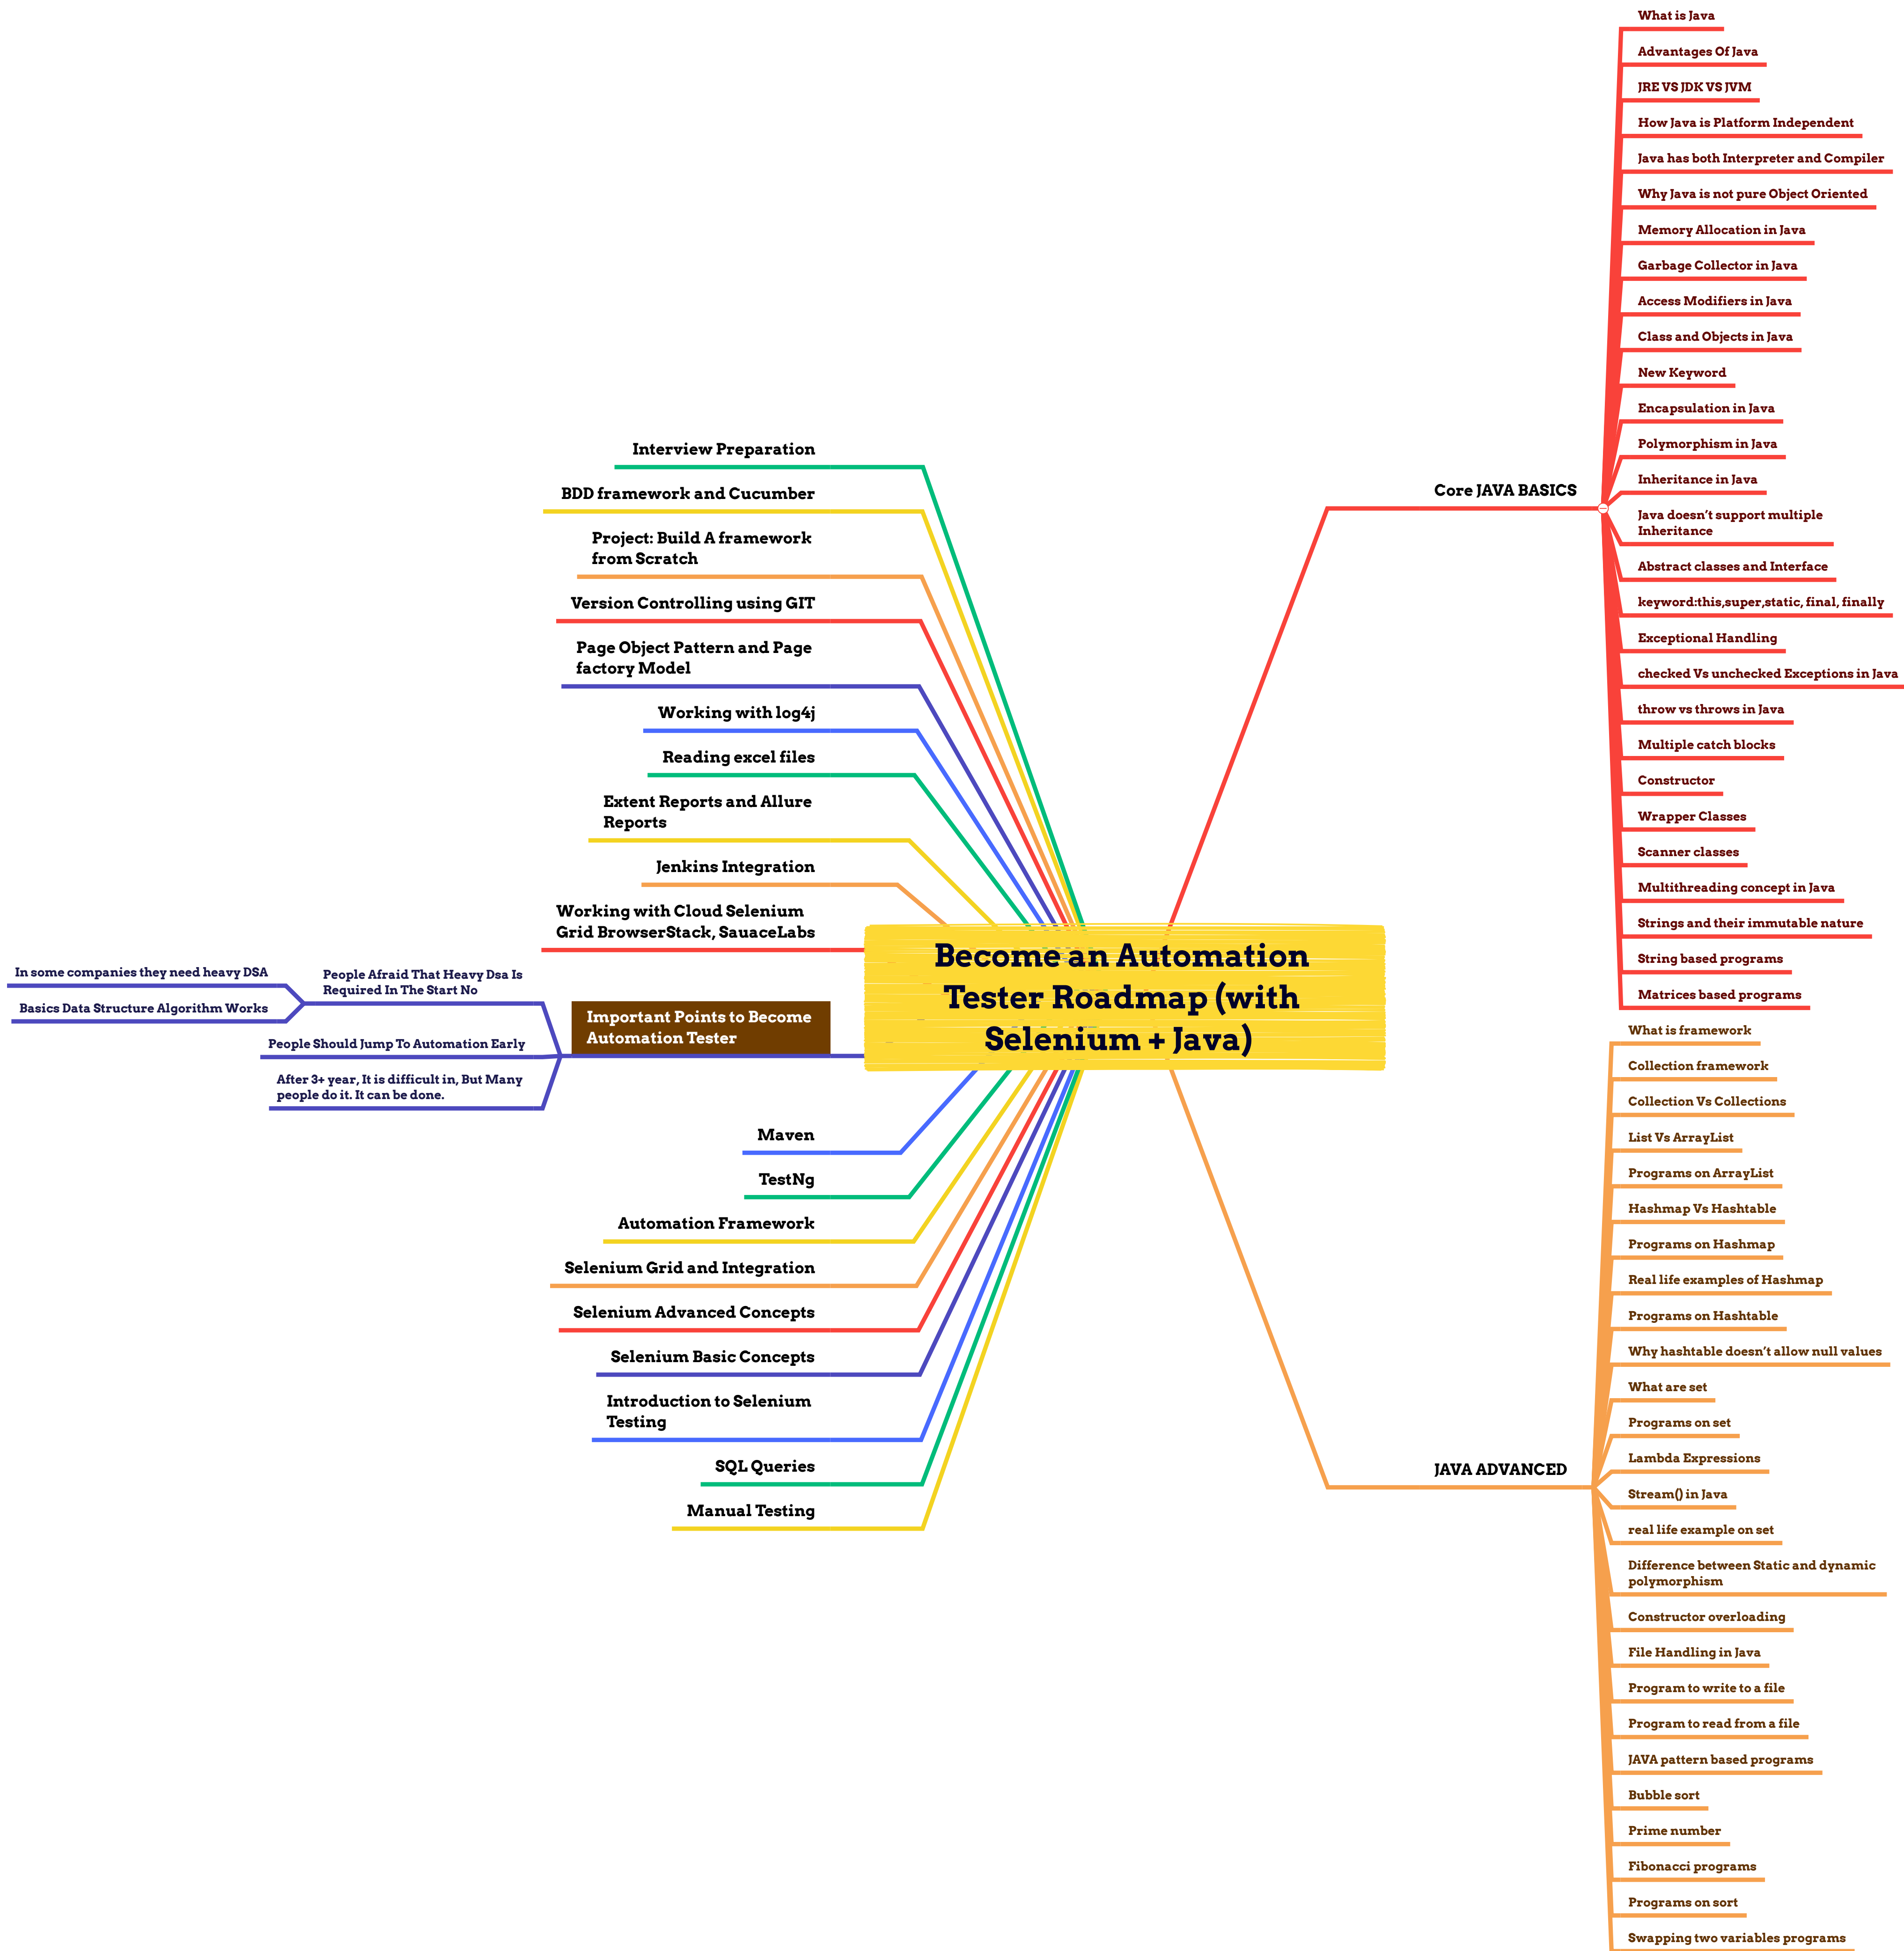 Become an Automation
Tester Roadmap (with
Selenium + Java)
Core JAVA BASICS
What is Java
Advantages Of Java
JRE VS JDK VS JVM
How Java is Platform Independent
Java has both Interpreter and Compiler
Why Java is not pure Object Oriented
Memory Allocation in Java
Garbage Collector in Java
Access Modifiers in Java
Class and Objects in Java
New Keyword
Encapsulation in Java
Polymorphism in Java
Inheritance in Java
Java doesn’t support multiple
Inheritance
Abstract classes and Interface
keyword:this,super,static, final, finally
Exceptional Handling
checked Vs unchecked Exceptions in Java
throw vs throws in Java
Multiple catch blocks
Constructor
Wrapper Classes
Scanner classes
Multithreading concept in Java
Strings and their immutable nature
String based programs
Matrices based programs
JAVA ADVANCED
What is framework
Collection framework
Collection Vs Collections
List Vs ArrayList
Programs on ArrayList
Hashmap Vs Hashtable
Programs on Hashmap
Real life examples of Hashmap
Programs on Hashtable
Why hashtable doesn’t allow null values
What are set
Programs on set
Lambda Expressions
Stream() in Java
real life example on set
Difference between Static and dynamic
polymorphism
Constructor overloading
File Handling in Java
Program to write to a file
Program to read from a file
JAVA pattern based programs
Bubble sort
Prime number
Fibonacci programs
Programs on sort
Swapping two variables programs
Interview Preparation
BDD framework and Cucumber
Project: Build A framework
from Scratch
Version Controlling using GIT
Page Object Pattern and Page
factory Model
Working with log4j
Reading excel files
Extent Reports and Allure
Reports
Jenkins Integration
Working with Cloud Selenium
Grid BrowserStack, SauaceLabs
Important Points to Become
Automation Tester
People Afraid That Heavy Dsa Is
Required In The Start No
In some companies they need heavy DSA
Basics Data Structure Algorithm Works
People Should Jump To Automation Early
After 3+ year, It is difficult in, But Many
people do it. It can be done.
Maven
TestNg
Automation Framework
Selenium Grid and Integration
Selenium Advanced Concepts
Selenium Basic Concepts
Introduction to Selenium
Testing
SQL Queries
Manual Testing